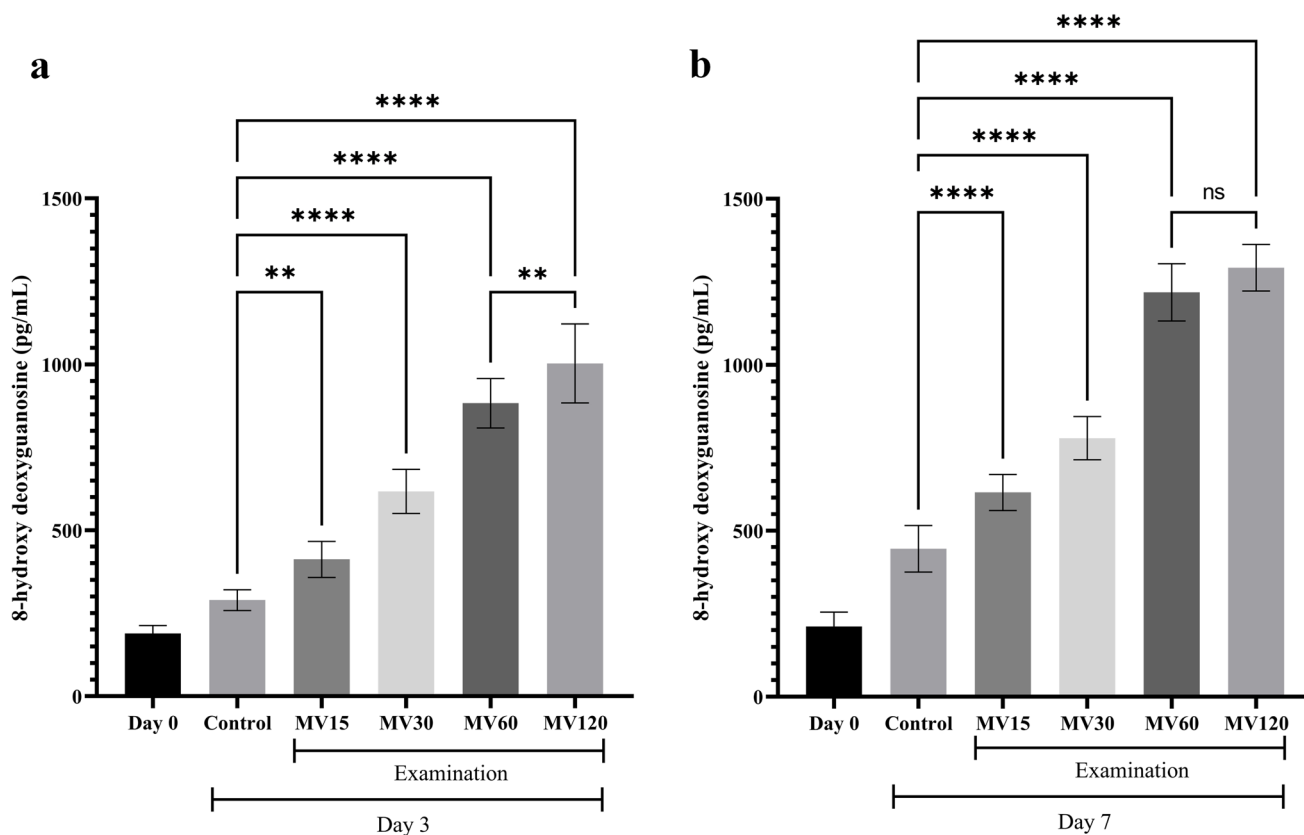 a
****
****
****
**
**
8-hydroxy deoxyguanosine (pg/mL)
1500
1000
500
0
Day 0 Control MV15 MV30 MV60 MV120
Examination
Day 3
b
****
****
****
****
ns
8-hydroxy deoxyguanosine (pg/mL)
1500
1000
500
0
Day 0 Control MV15 MV30 MV60 MV120
Examination
Day 7